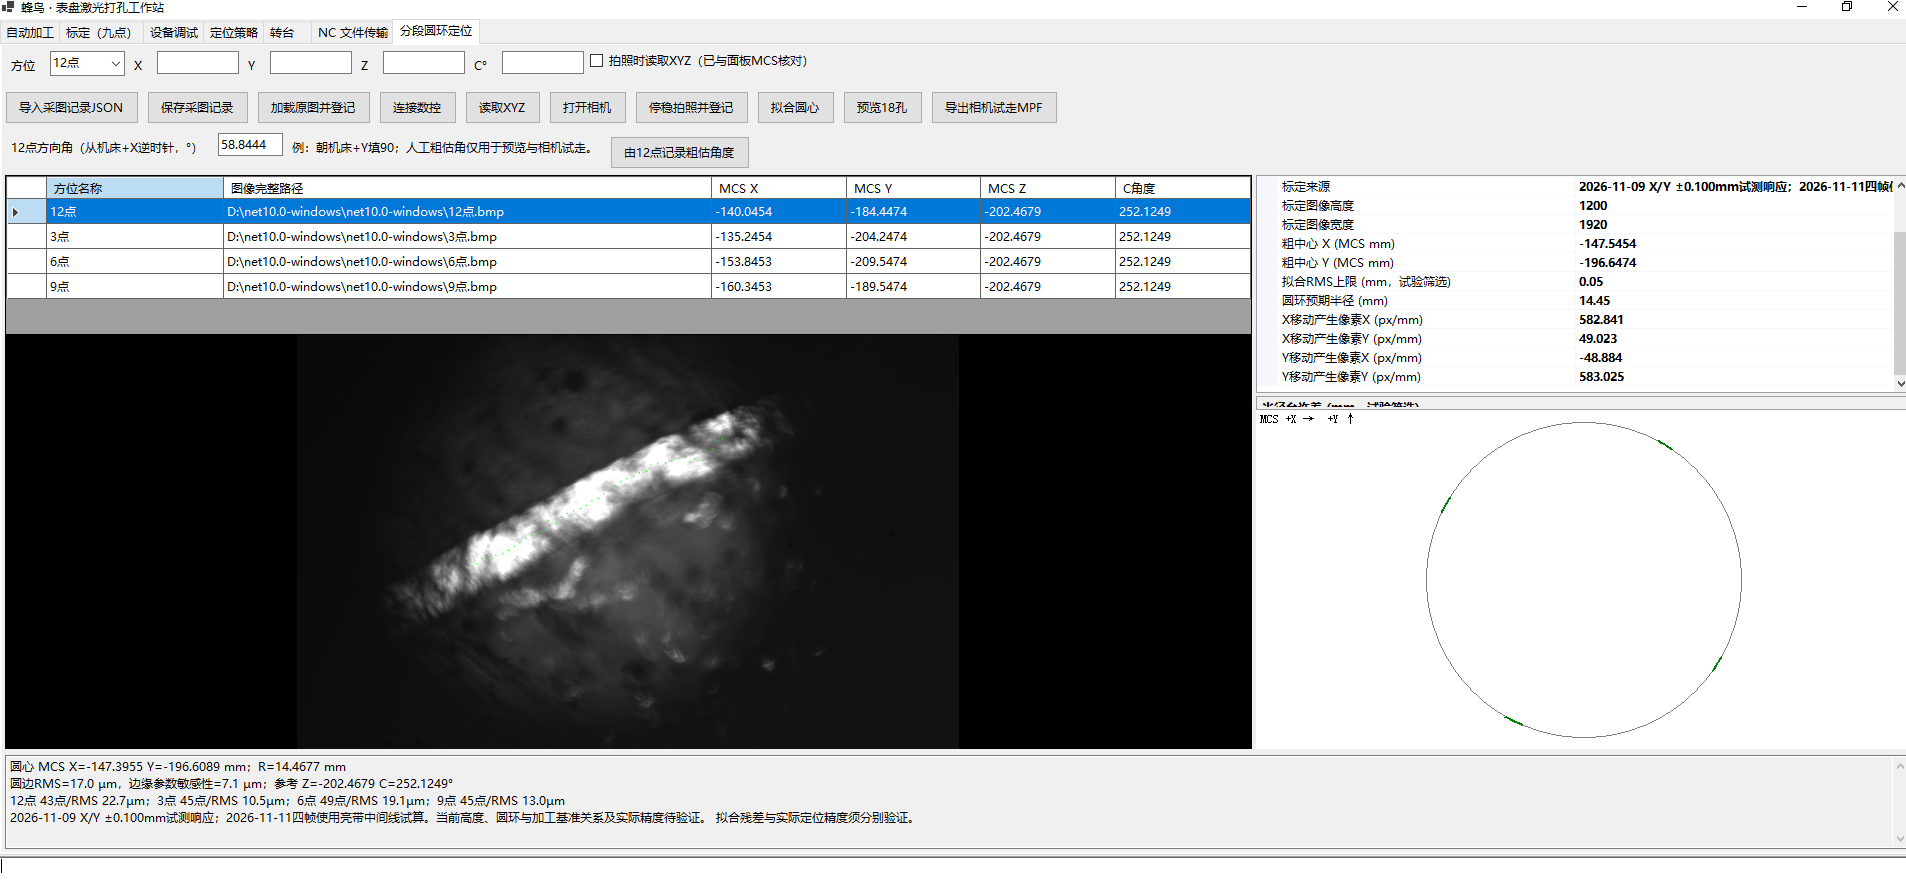 蜂鸟 · 表盘激光打孔工作站
自动加工 标定（九点） 设备调试 定位策略 转台 NC 文件传输 分段圆环定位
方位 12点 X Y Z C° 拍照时读取XYZ（已与面板MCS核对）
导入采图记录JSON 保存采图记录 加载原图并登记 连接数控 读取XYZ 打开相机 停稳拍照并登记 拟合圆心 预览18孔 导出相机试走MPF
12点方向角（从机床+X逆时针，°） 58.8444 例：朝机床+Y填90；人工粗估角仅用于预览与相机试走。 由12点记录粗估角度
方位名称 图像完整路径 MCS X MCS Y MCS Z C角度
12点 D:\net10.0-windows\net10.0-windows\12点.bmp -140.0454 -184.4474 -202.4679 252.1249
3点 D:\net10.0-windows\net10.0-windows\3点.bmp -135.2454 -204.2474 -202.4679 252.1249
6点 D:\net10.0-windows\net10.0-windows\6点.bmp -153.8453 -209.5474 -202.4679 252.1249
9点 D:\net10.0-windows\net10.0-windows\9点.bmp -160.3453 -189.5474 -202.4679 252.1249
标定来源 2026-11-09 X/Y ±0.100mm试测响应；2026-11-11四帧
标定图像高度 1200
标定图像宽度 1920
粗中心 X (MCS mm) -147.5454
粗中心 Y (MCS mm) -196.6474
拟合RMS上限 (mm，试验筛选) 0.05
圆环预期半径 (mm) 14.45
X移动产生像素X (px/mm) 582.841
X移动产生像素Y (px/mm) 49.023
Y移动产生像素X (px/mm) -48.884
Y移动产生像素Y (px/mm) 583.025
半径允许差 (mm，试验筛选)
MCS +X → +Y ↑
圆心 MCS X=-147.3955 Y=-196.6089 mm；R=14.4677 mm
圆边RMS=17.0 μm，边缘参数敏感性=7.1 μm；参考 Z=-202.4679 C=252.1249°
12点 43点/RMS 22.7μm；3点 45点/RMS 10.5μm；6点 49点/RMS 19.1μm；9点 45点/RMS 13.0μm
2026-11-09 X/Y ±0.100mm试测响应；2026-11-11四帧使用亮带中间线试算。当前高度、圆环与加工基准关系及实际精度待验证。 拟合残差与实际定位精度须分别验证。